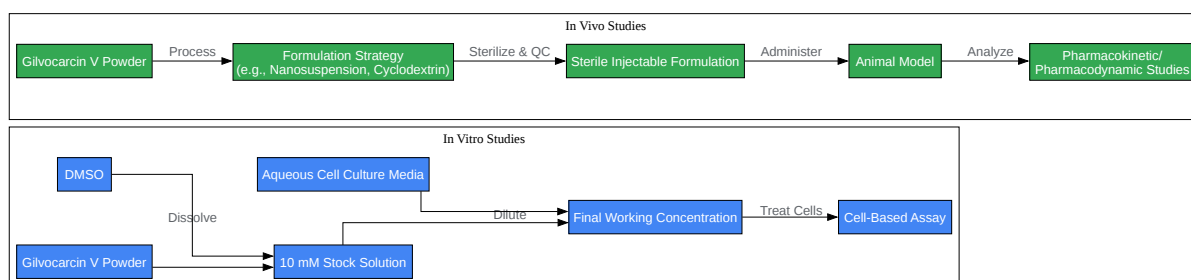 In Vivo Studies
Gilvocarcin V Powder
Process
Formulation Strategy
(e.g., Nanosuspension, Cyclodextrin)
Sterilize & QC
Sterile Injectable Formulation
Administer
Animal Model
Analyze
Pharmacokinetic/
Pharmacodynamic Studies
In Vitro Studies
DMSO
Aqueous Cell Culture Media
Dissolve
Dilute
Final Working Concentration
Treat Cells
Cell-Based Assay
Gilvocarcin V Powder
10 mM Stock Solution